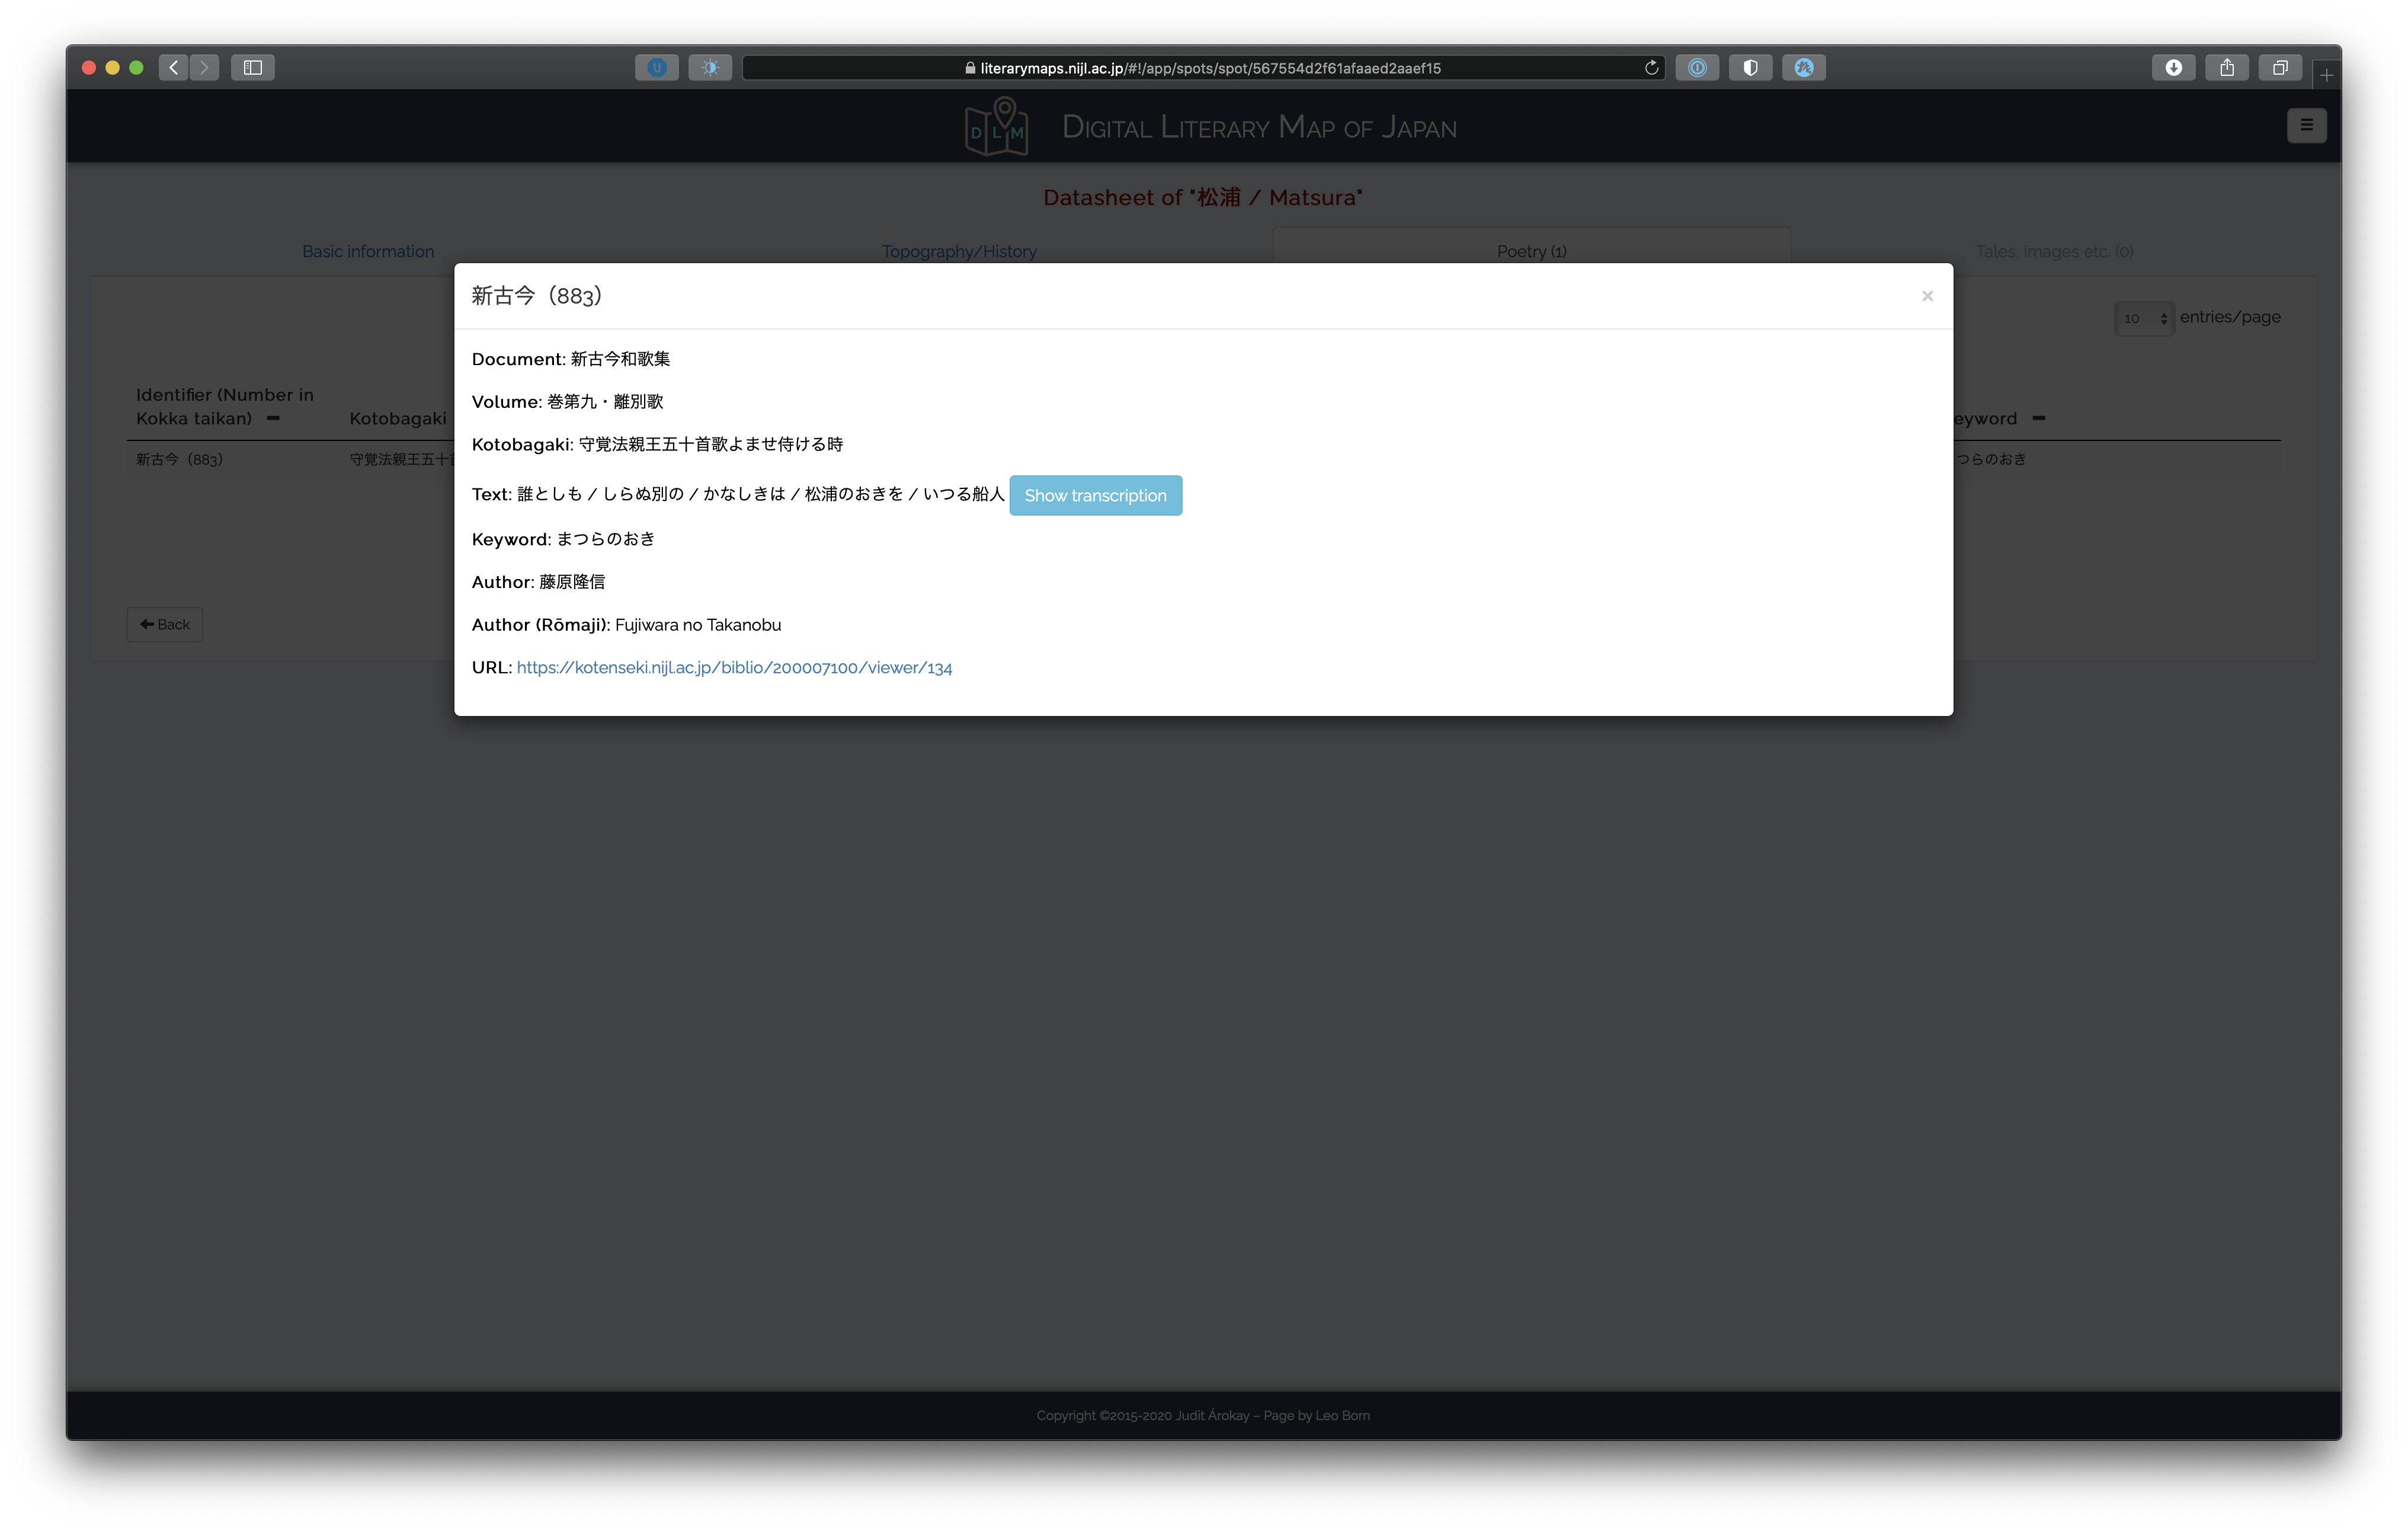 literarymaps.nijl.ac.jp/#!/app/spots/spot/567554d2f61afaaed2aaef15
DLM
Digital Literary Map of Japan
Datasheet of "松浦 / Matsura"
Basic information
Topography/History
Poetry (1)
Tales, images etc. (0)
新古今（883）
×
10 entries/page
Document: 新古今和歌集
Volume: 巻第九・離別歌
Kotobagaki: 守覚法親王五十首歌よませ侍ける時
Text: 誰としも / しらぬ別の / かなしきは / 松浦のおきを / いつる船人 Show transcription
Keyword: まつらのおき
Author: 藤原隆信
Author (Rōmaji): Fujiwara no Takanobu
URL: https://kotenseki.nijl.ac.jp/biblio/200007100/viewer/134
Identifier (Number in
Kokka taikan)
Kotobagaki
eyword
新古今（883）
守覚法親王五十
つらのおき
Back
Copyright ©2015-2020 Judit Árokay – Page by Leo Born